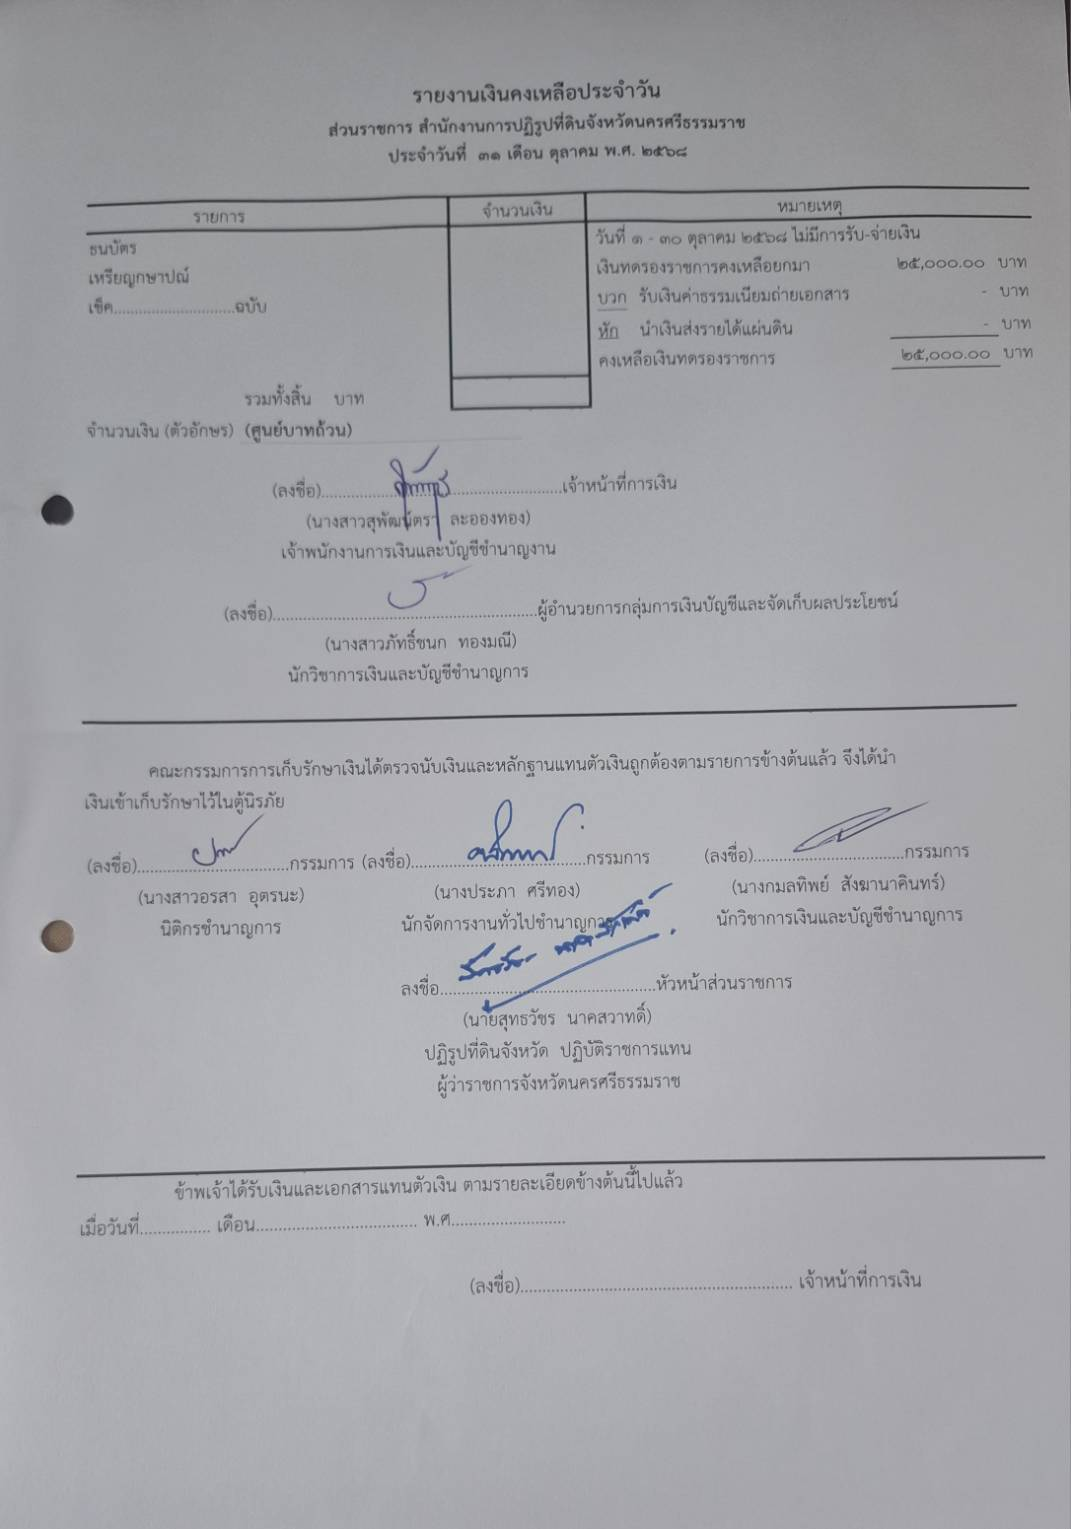 รายงานเงินคงเหลือประจำวัน
ส่วนราชการ สำนักงานการปฏิรูปที่ดินจังหวัดนครศรีธรรมราช
ประจำวันที่ ๓๑ เดือน ตุลาคม พ.ศ. ๒๕๖๘
รายการ จำนวนเงิน หมายเหตุ
ธนบัตร วันที่ ๑ - ๓๐ ตุลาคม ๒๕๖๘ ไม่มีการรับ-จ่ายเงิน
เหรียญกษาปณ์ เงินทดรองราชการคงเหลือยกมา ๒๕,๐๐๐.๐๐ บาท
เช็ค.............................ฉบับ บวก รับเงินค่าธรรมเนียมถ่ายเอกสาร - บาท
หัก นำเงินส่งรายได้แผ่นดิน - บาท
คงเหลือเงินทดรองราชการ ๒๕,๐๐๐.๐๐ บาท
รวมทั้งสิ้น บาท
จำนวนเงิน (ตัวอักษร) (ศูนย์บาทถ้วน)
(ลงชื่อ)..........................................................เจ้าหน้าที่การเงิน
(นางสาวสุพัฒน์ตรา ละอองทอง)
เจ้าพนักงานการเงินและบัญชีชำนาญงาน
(ลงชื่อ)................................................................ผู้อำนวยการกลุ่มการเงินบัญชีและจัดเก็บผลประโยชน์
(นางสาวภัทธิ์ชนก ทองมณี)
นักวิชาการเงินและบัญชีชำนาญการ
คณะกรรมการการเก็บรักษาเงินได้ตรวจนับเงินและหลักฐานแทนตัวเงินถูกต้องตามรายการข้างต้นแล้ว จึงได้นำ
เงินเข้าเก็บรักษาไว้ในตู้นิรภัย
(ลงชื่อ)....................................กรรมการ (ลงชื่อ)..........................................กรรมการ (ลงชื่อ)....................................กรรมการ
(นางสาวอรสา อุตรนะ) (นางประภา ศรีทอง) (นางกมลทิพย์ สังฆานาคินทร์)
นิติกรชำนาญการ นักจัดการงานทั่วไปชำนาญการ นักวิชาการเงินและบัญชีชำนาญการ
ลงชื่อ....................................................หัวหน้าส่วนราชการ
(นายสุทธวัชร นาคสวาทดิ์)
ปฏิรูปที่ดินจังหวัด ปฏิบัติราชการแทน
ผู้ว่าราชการจังหวัดนครศรีธรรมราช
ข้าพเจ้าได้รับเงินและเอกสารแทนตัวเงิน ตามรายละเอียดข้างต้นนี้ไปแล้ว
เมื่อวันที่................ เดือน..................................... พ.ศ..........................
(ลงชื่อ).............................................................. เจ้าหน้าที่การเงิน